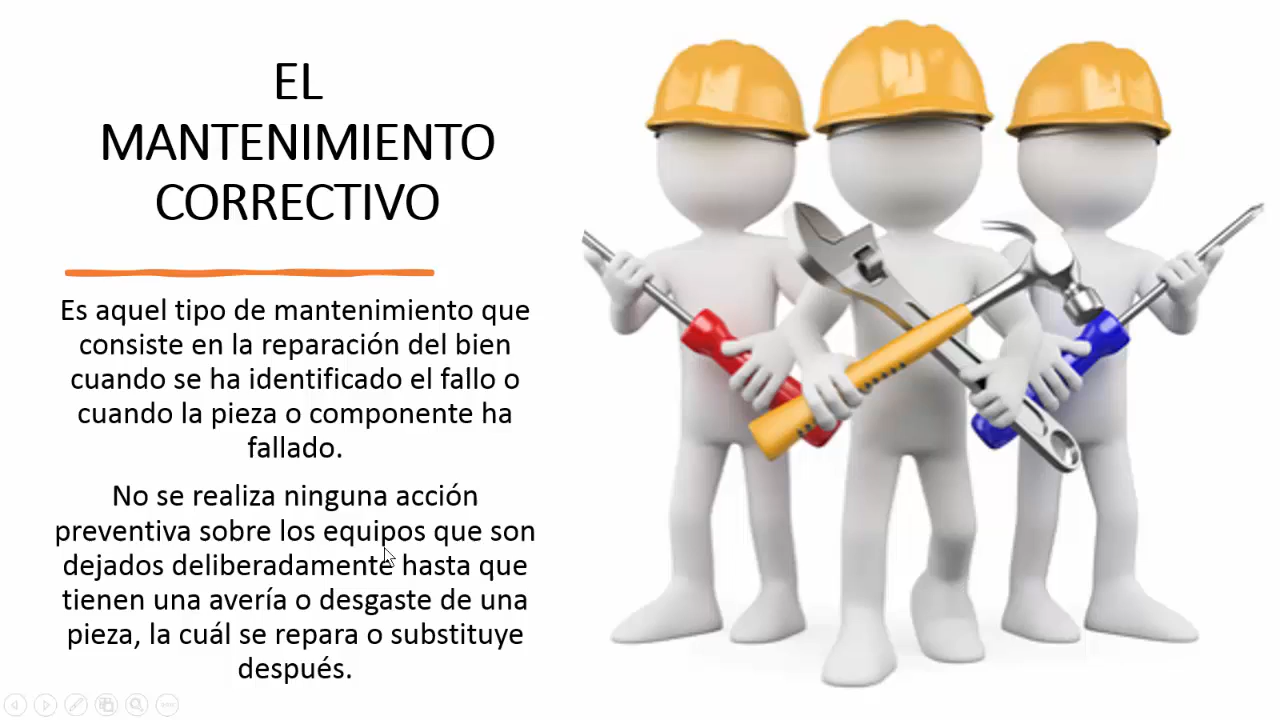 EL
MANTENIMIENTO
CORRECTIVO
Es aquel tipo de mantenimiento que
consiste en la reparación del bien
cuando se ha identificado el fallo o
cuando la pieza o componente ha
fallado.
No se realiza ninguna acción
preventiva sobre los equipos que son
dejados deliberadamente hasta que
tienen una avería o desgaste de una
pieza, la cuál se repara o substituye
después.